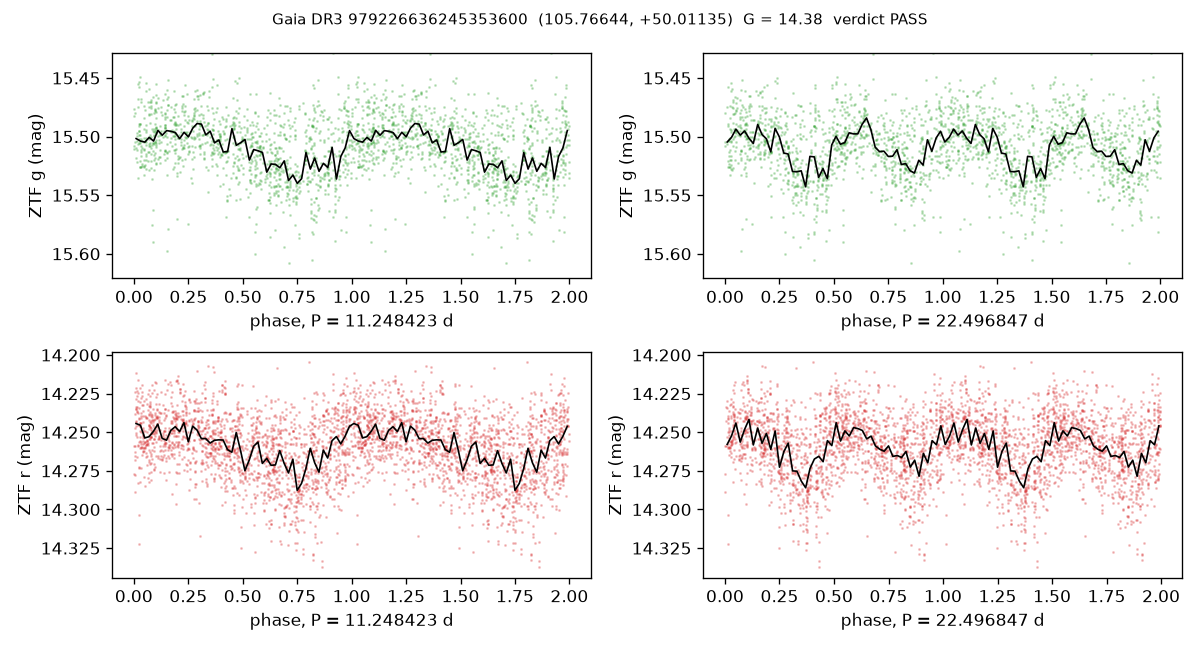 Gaia DR3 979226636245353600  (105.76644, +50.01135)  G = 14.38  verdict PASS
ZTF g (mag)
15.45
15.50
15.55
15.60
0.00 0.25 0.50 0.75 1.00 1.25 1.50 1.75 2.00
phase, P = 11.248423 d
ZTF g (mag)
15.45
15.50
15.55
15.60
0.00 0.25 0.50 0.75 1.00 1.25 1.50 1.75 2.00
phase, P = 22.496847 d
ZTF r (mag)
14.200
14.225
14.250
14.275
14.300
14.325
0.00 0.25 0.50 0.75 1.00 1.25 1.50 1.75 2.00
phase, P = 11.248423 d
ZTF r (mag)
14.200
14.225
14.250
14.275
14.300
14.325
0.00 0.25 0.50 0.75 1.00 1.25 1.50 1.75 2.00
phase, P = 22.496847 d